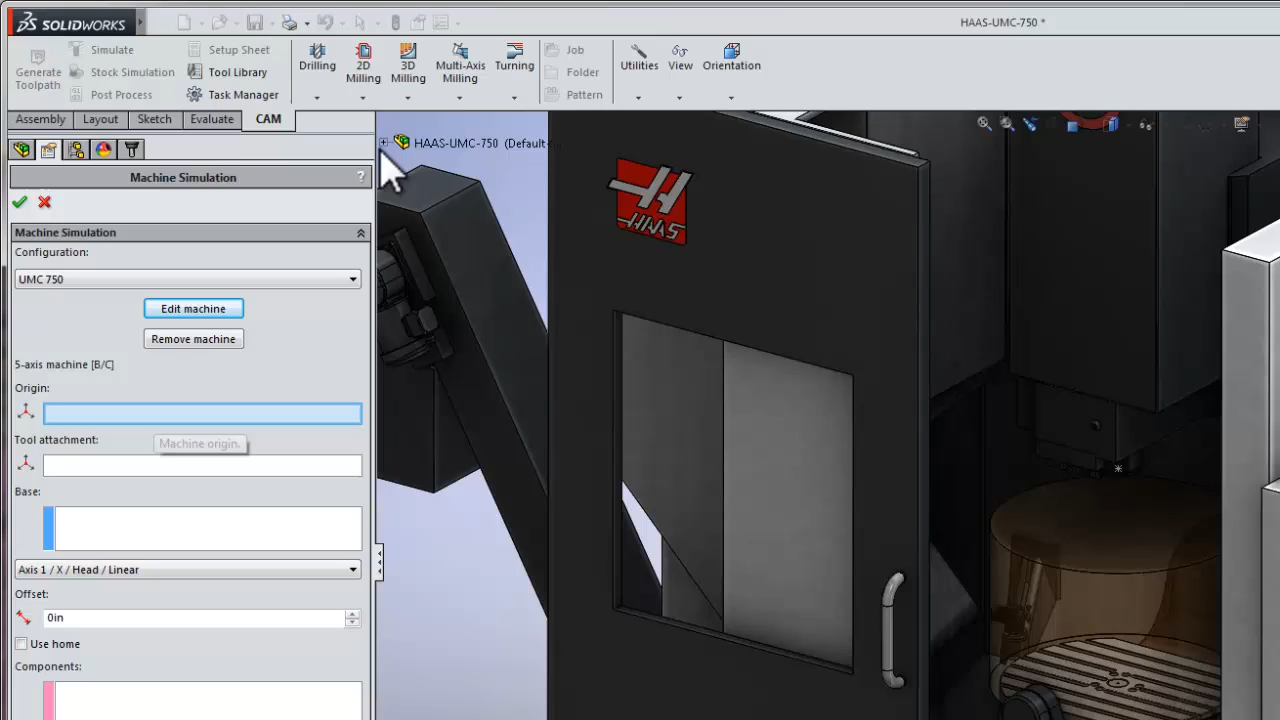 SOLIDWORKS
HAAS-UMC-750 *
Generate Toolpath
Simulate
Stock Simulation
Post Process
Setup Sheet
Tool Library
Task Manager
Drilling
2D Milling
3D Milling
Multi-Axis Milling
Turning
Job
Folder
Pattern
Utilities
View
Orientation
Assembly
Layout
Sketch
Evaluate
CAM
HAAS-UMC-750 (Default<
Machine Simulation
?
Machine Simulation
Configuration:
UMC 750
Edit machine
Remove machine
5-axis machine [B/C]
Origin:
Tool attachment:
Machine origin.
Base:
Axis 1 / X / Head / Linear
Offset:
0in
Use home
Components:
HAAS